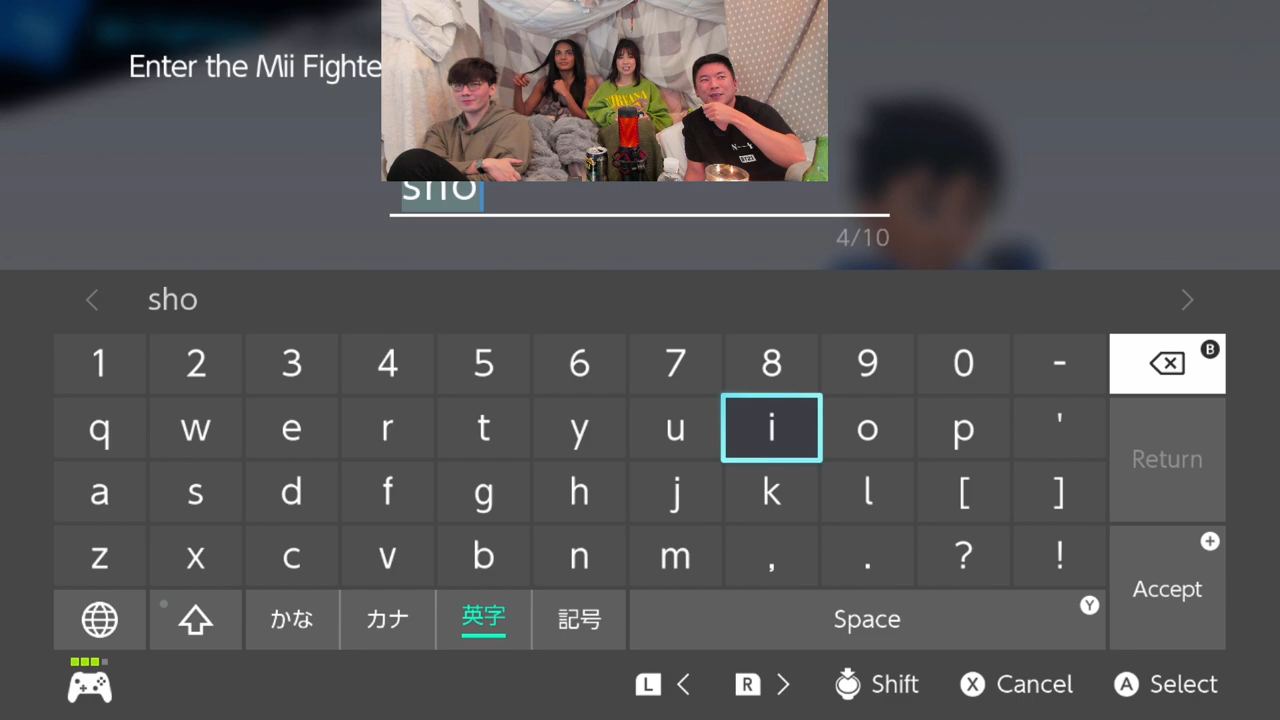 Enter the Mii Fighte
NIRVANA
sho
4/10
sho
1 2 3 4 5 6 7 8 9 0 - B
q w e r t y u i o p '
Return
a s d f g h j k l [ ]
z x c v b n m , . ? ! +
Accept
かな カナ 英字 記号 Space Y
L < R > Shift X Cancel A Select